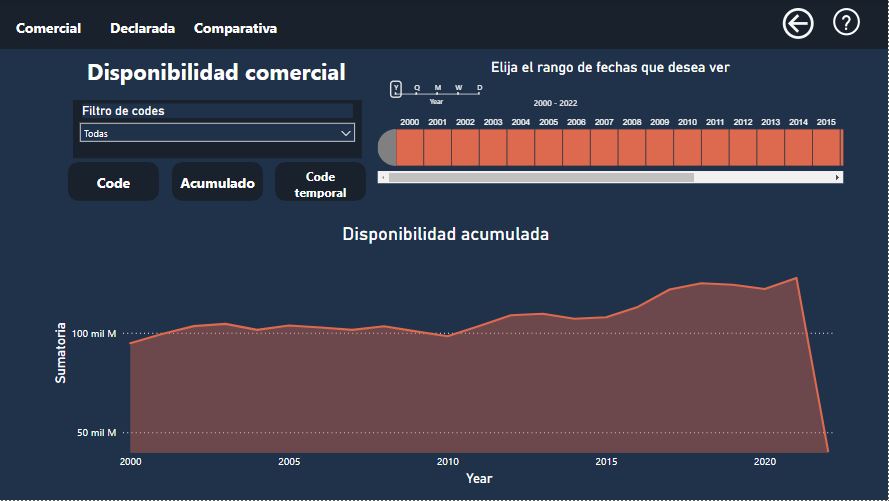 Comercial Declarada Comparativa ?
Disponibilidad comercial
Filtro de codes
Todas
Code Acumulado Code temporal
Elija el rango de fechas que desea ver
Y Q M W D
Year
2000 - 2022
2000 2001 2002 2003 2004 2005 2006 2007 2008 2009 2010 2011 2012 2013 2014 2015
Disponibilidad acumulada
Sumatoria
100 mil M
50 mil M
2000 2005 2010 2015 2020
Year